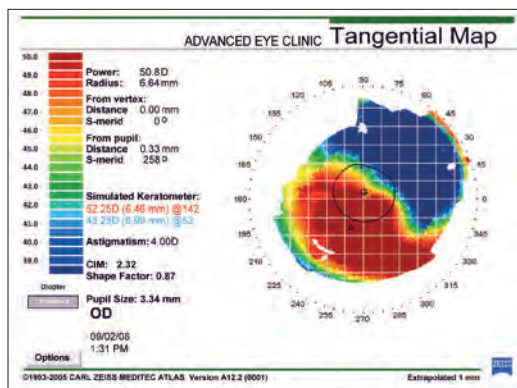 ADVANCED EYE CLINIC Tangential Map
50.0
49.0
48.0
47.0
46.0
45.0
44.0
43.0
42.0
41.0
40.0
39.0
Diopter
Power: 50.8D
Radius: 6.64mm
From vertex:
Distance 0.00 mm
S-merid 0º
From pupil:
Distance 0.33 mm
S-merid 258º
Simulated Keratometer:
52.25D (6.46 mm) @142
48.25D (6.99 mm) @52
Astigmatism: 4.00D
CIM: 2.32
Shape Factor: 0.87
Pupil Size: 3.34 mm
OD
09/02/08
1:31 PM
Options
90
105 75
120 60
135 45
150 30
165 15
180 0
195 345
210 330
225 315
240 300
255 285
270
©1993-2005 CARL ZEISS MEDITEC ATLAS Version A12.2 (0001) Extrapolated 1 mm